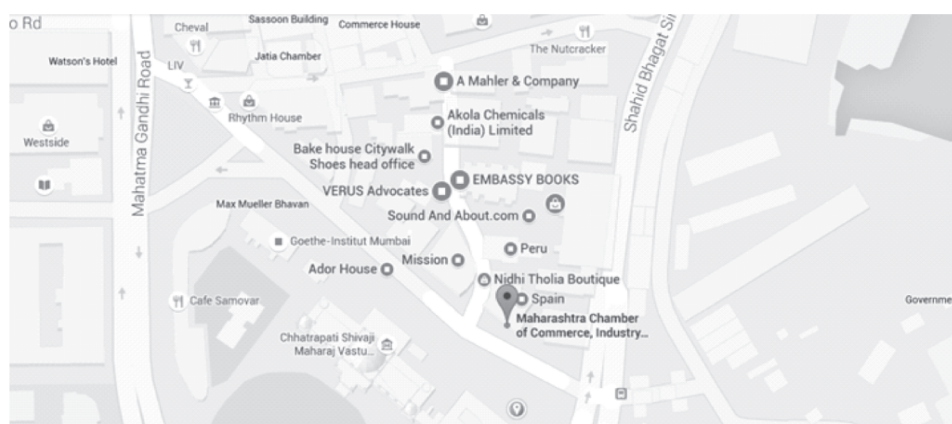 o Rd
Sassoon Building
Commerce House
Cheval
The Nutcracker
Watson's Hotel
Jatia Chamber
LIV
Mahatma Gandhi Road
Shahid Bhagat Si
A Mahler & Company
Rhythm House
Akola Chemicals
(India) Limited
Westside
Bake house Citywalk
Shoes head office
EMBASSY BOOKS
VERUS Advocates
Max Mueller Bhavan
Sound And About.com
Goethe-Institut Mumbai
Peru
Mission
Ador House
Nidhi Tholia Boutique
Cafe Samovar
Spain
Governme
Maharashtra Chamber
of Commerce, Industry...
Chhatrapati Shivaji
Maharaj Vastu...